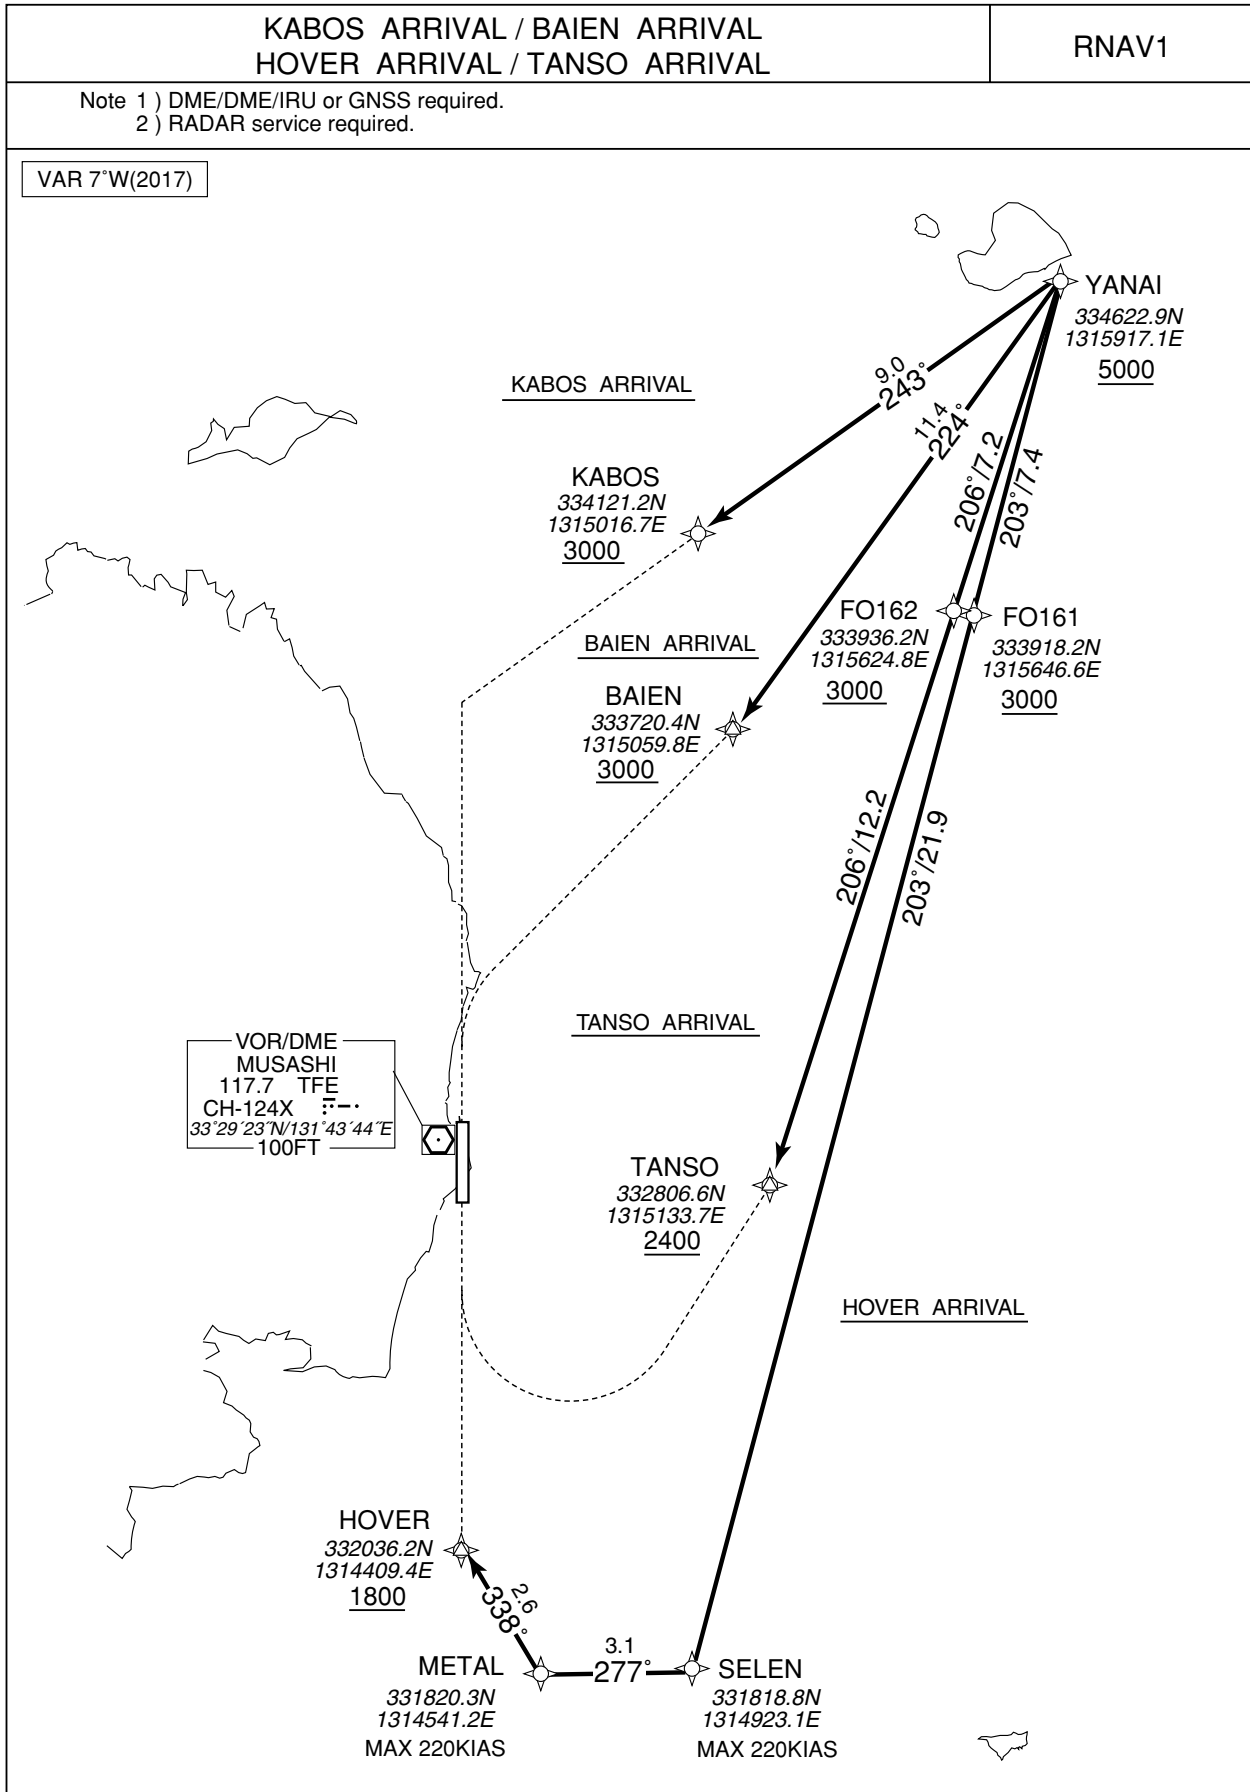 KABOS ARRIVAL / BAIEN ARRIVAL
HOVER ARRIVAL / TANSO ARRIVAL
RNAV1
Note 1 ) DME/DME/IRU or GNSS required.
2 ) RADAR service required.
VAR 7˚W(2017)
YANAI
334622.9N
1315917.1E
5000
9.0
243˚
KABOS ARRIVAL
11.4
224˚
206˚/7.2
203˚/7.4
KABOS
334121.2N
1315016.7E
3000
FO162
333936.2N
1315624.8E
3000
FO161
333918.2N
1315646.6E
3000
BAIEN ARRIVAL
BAIEN
333720.4N
1315059.8E
3000
206˚/12.2
203˚/21.9
TANSO ARRIVAL
VOR/DME
MUSASHI
117.7 TFE
CH-124X
33˚29´23˝N/131˚43´44˝E
100FT
TANSO
332806.6N
1315133.7E
2400
HOVER ARRIVAL
HOVER
332036.2N
1314409.4E
1800
2.6
338˚
3.1
277˚
METAL
331820.3N
1314541.2E
MAX 220KIAS
SELEN
331818.8N
1314923.1E
MAX 220KIAS